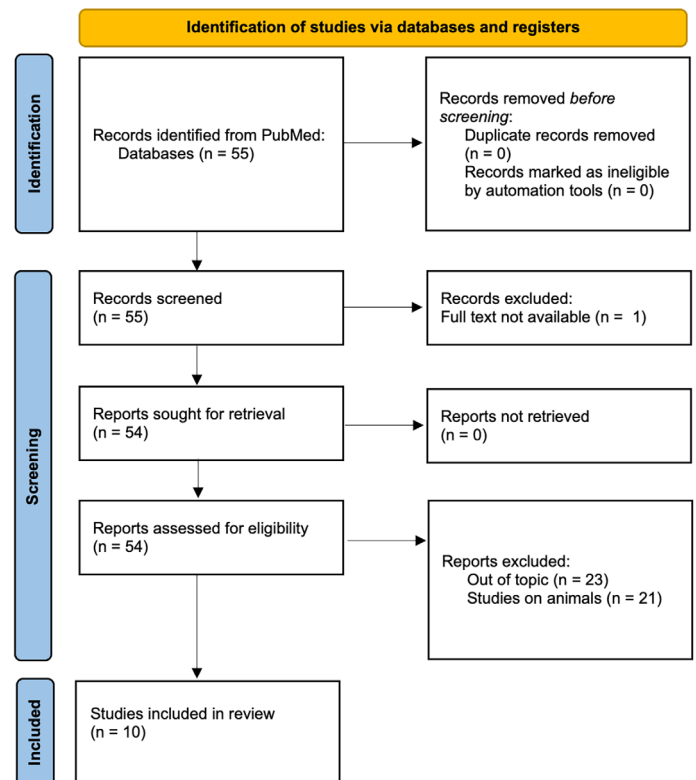 Identification of studies via databases and registers
Identification
Records identified from PubMed:
Databases (n = 55)
Records removed before
screening:
Duplicate records removed
(n = 0)
Records marked as ineligible
by automation tools (n = 0)
Screening
Records screened
(n = 55)
Records excluded:
Full text not available (n = 1)
Reports sought for retrieval
(n = 54)
Reports not retrieved
(n = 0)
Reports assessed for eligibility
(n = 54)
Reports excluded:
Out of topic (n = 23)
Studies on animals (n = 21)
Included
Studies included in review
(n = 10)